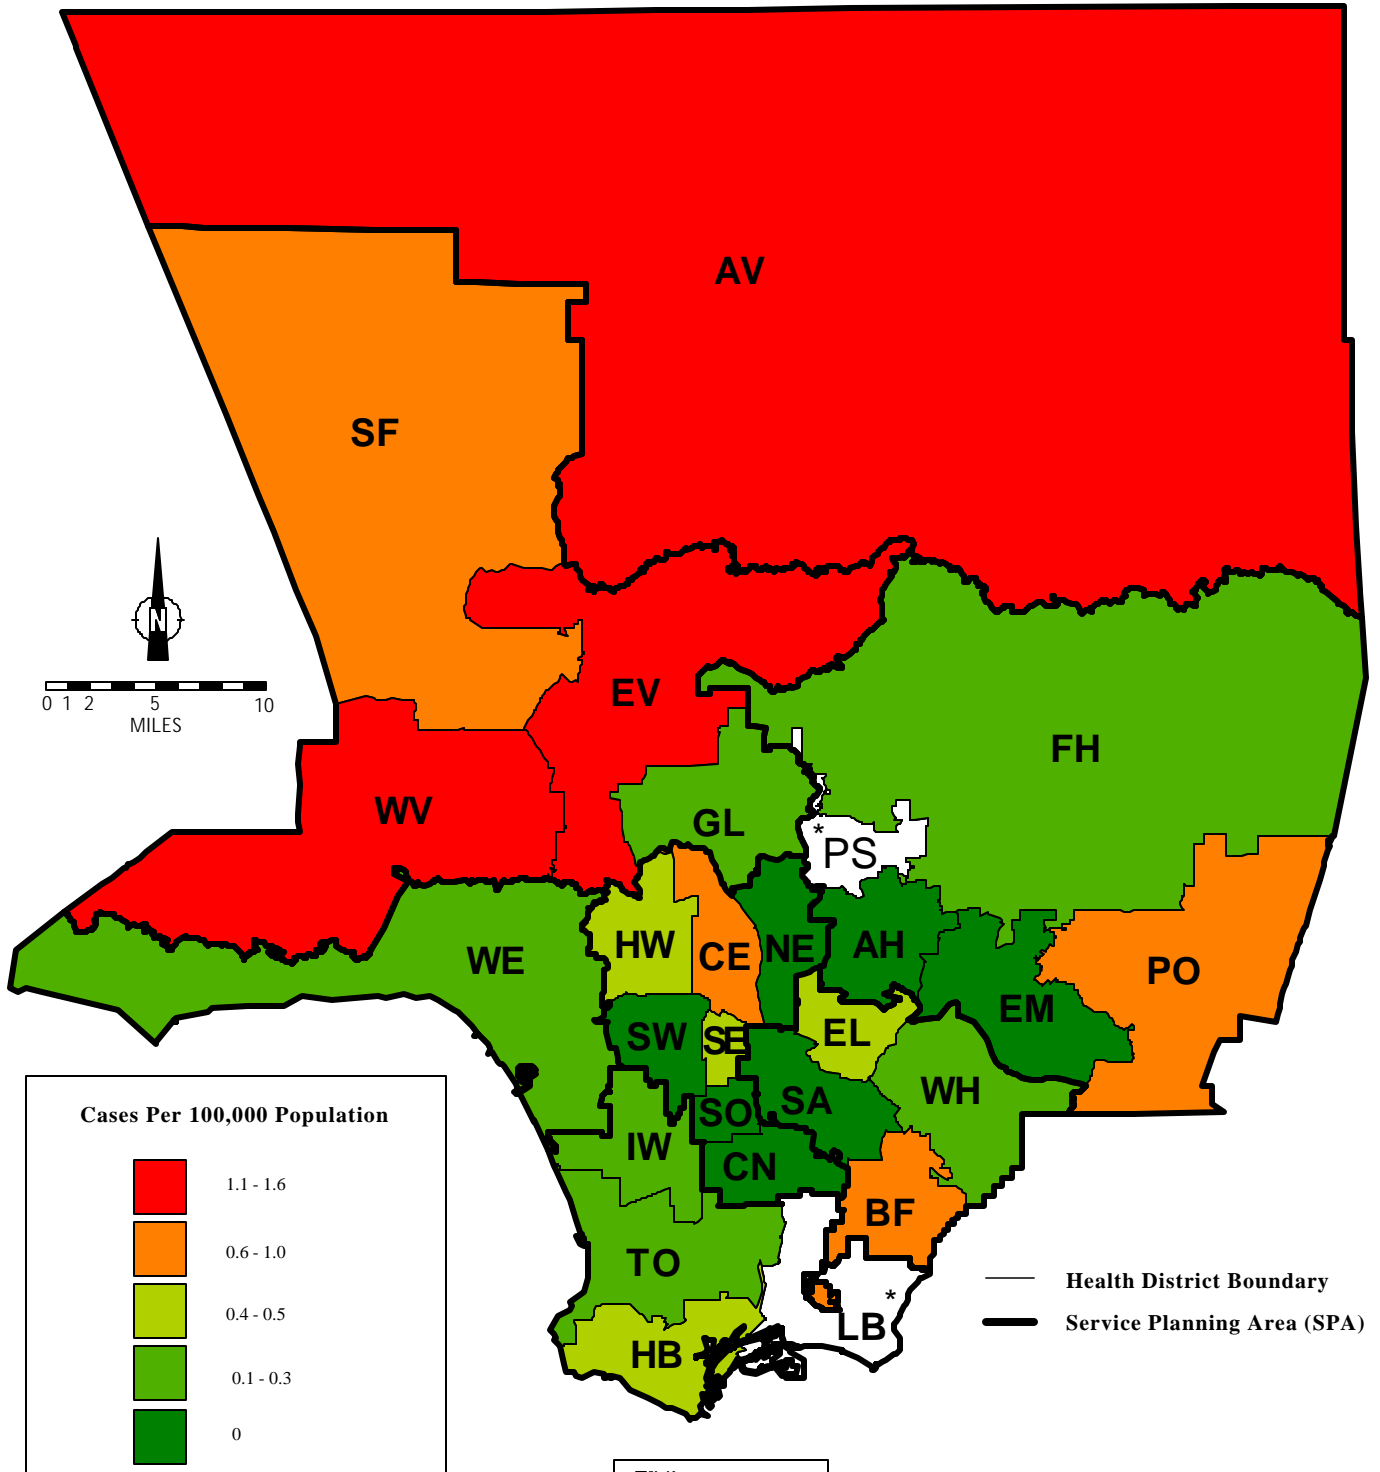 AV
SF
N
0 1 2 5 10
MILES
EV
FH
WV
GL
*
PS
HW
CE
NE
AH
WE
PO
SW
SE
EL
EM
SO
SA
WH
IW
CN
BF
TO
*
LB
HB
Cases Per 100,000 Population
1.1 - 1.6
0.6 - 1.0
0.4 - 0.5
0.1 - 0.3
0
Health District Boundary
Service Planning Area (SPA)